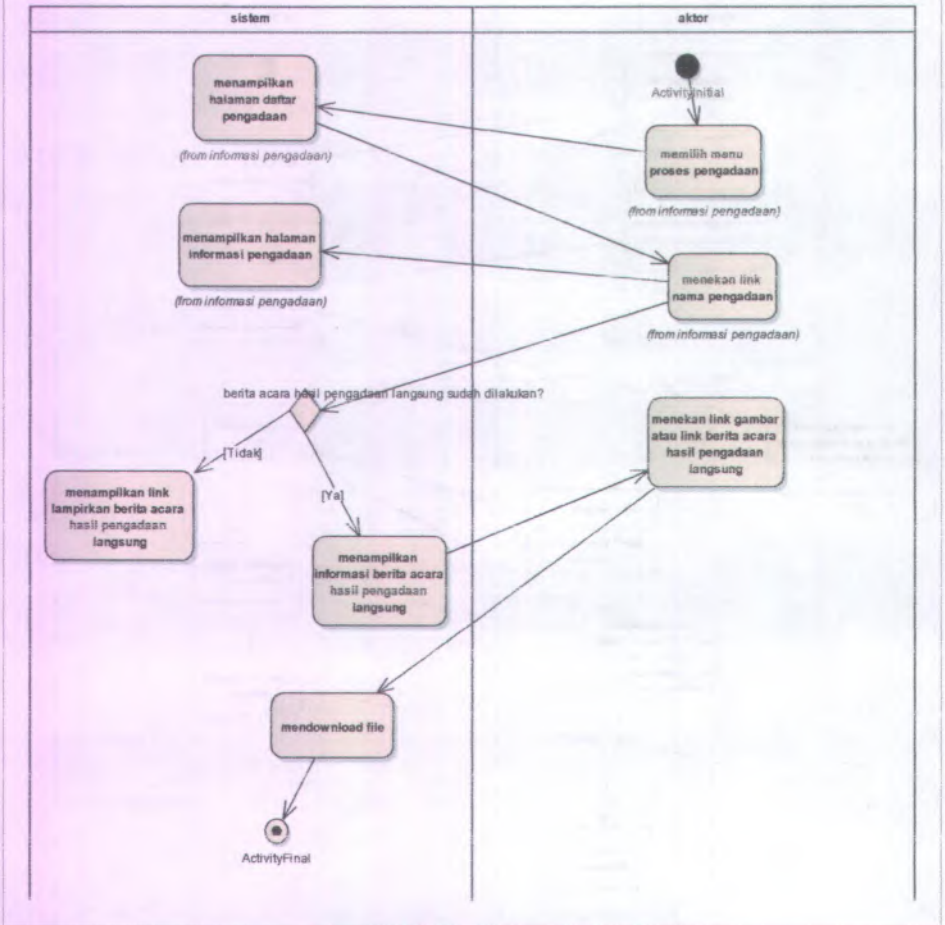 sistem
aktor
ActivityInitial
menampilkan
halaman daftar
pengadaan
(from informasi pengadaan)
memilih menu
proses pengadaan
(from informasi pengadaan)
menampilkan halaman
informasi pengadaan
(from informasi pengadaan)
menekan link
nama pengadaan
(from informasi pengadaan)
berita acara hasil pengadaan langsung sudah dilakukan?
[Tidak]
[Ya]
menekan link gambar
atau link berita acara
hasil pengadaan
langsung
menampilkan link
lampirkan berita acara
hasil pengadaan
langsung
menampilkan
informasi berita acara
hasil pengadaan
langsung
mendownload file
ActivityFinal